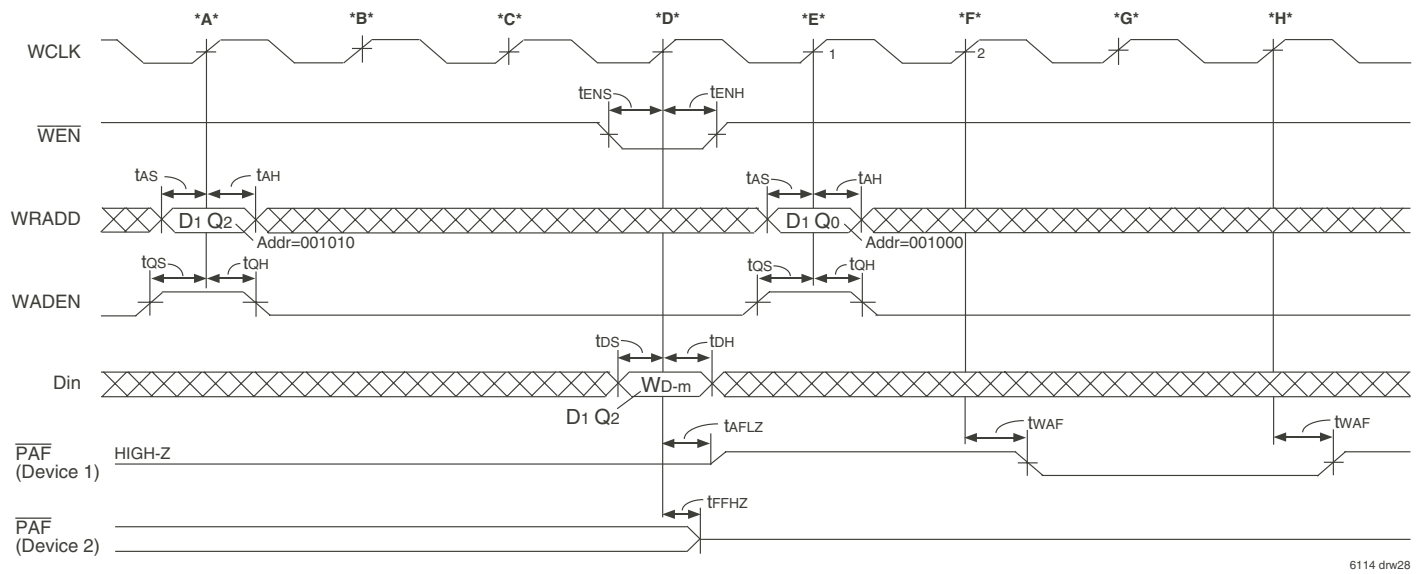 *A* *B* *C* *D* *E* *F* *G* *H*
WCLK 1 2
tENS tENH
WEN
tAS tAH tAS tAH
WRADD D1 Q2 D1 Q0
Addr=001010 Addr=001000
tQS tQH tQS tQH
WADEN
tDS tDH
Din WD-m
D1 Q2
tAFLZ tWAF tWAF
PAF HIGH-Z
(Device 1)
tFFHZ
PAF
(Device 2)
6114 drw28